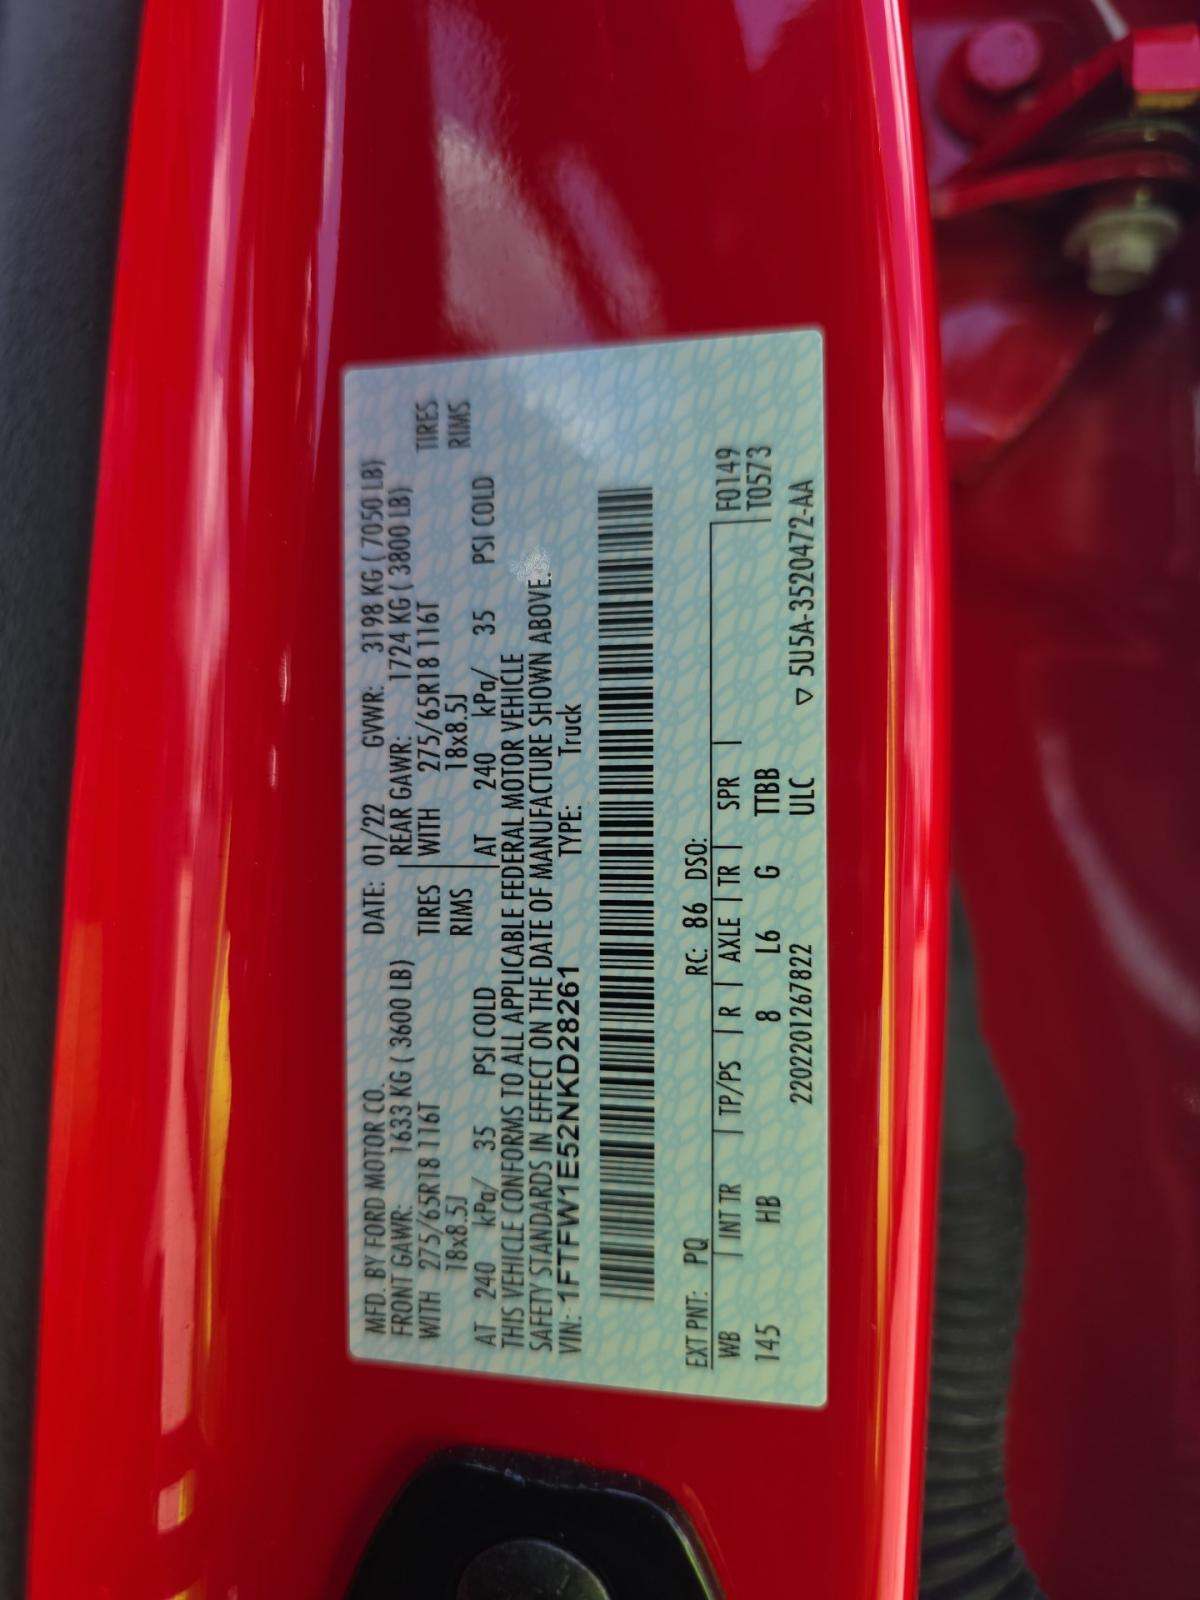 MFD. BY FORD MOTOR CO. DATE: 01/22 GVWR: 3198 KG ( 7050 LB)
FRONT GAWR: 1633 KG ( 3600 LB) REAR GAWR: 1724 KG ( 3800 LB)
WITH 275/65R18 116T TIRES WITH 275/65R18 116T TIRES
18x8.5J RIMS 18x8.5J RIMS
AT 240 kPa/ 35 PSI COLD AT 240 kPa/ 35 PSI COLD
THIS VEHICLE CONFORMS TO ALL APPLICABLE FEDERAL MOTOR VEHICLE
SAFETY STANDARDS IN EFFECT ON THE DATE OF MANUFACTURE SHOWN ABOVE.
VIN: 1FTFW1E52NKD28261 TYPE: Truck
EXT PNT: PQ RC: 86 DSO:
WB INT TR TP/PS R AXLE TR SPR F0149
145 HB 8 L6 G TTBB T0573
2202201267822 ULC ▽ 5U5A-3520472-AA